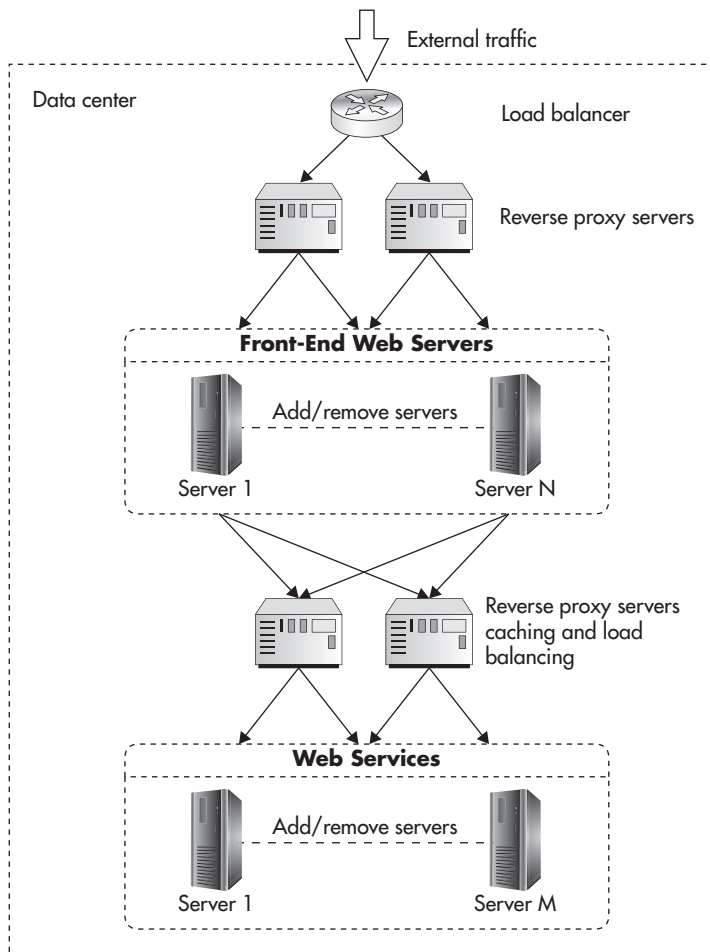 External traffic
Data center
Load balancer
Reverse proxy servers
Front-End Web Servers
Add/remove servers
Server 1
Server N
Reverse proxy servers
caching and load
balancing
Web Services
Add/remove servers
Server 1
Server M